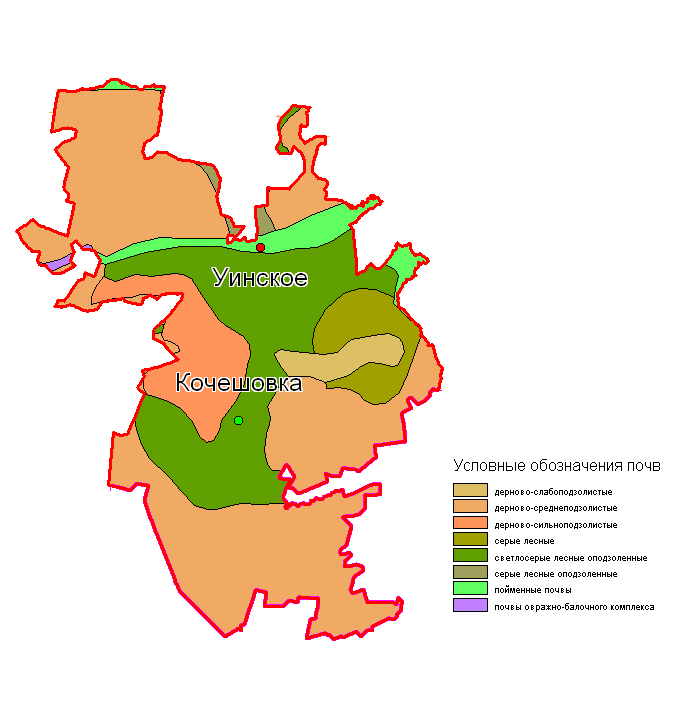 Уинское
Кочешовка
Условные обозначения почв
дерново-слабоподзолистые
дерново-среднеподзолистые
дерново-сильноподзолистые
серые лесные
светлосерые лесные оподзоленные
серые лесные оподзоленные
пойменные почвы
почвы овражно-балочного комплекса